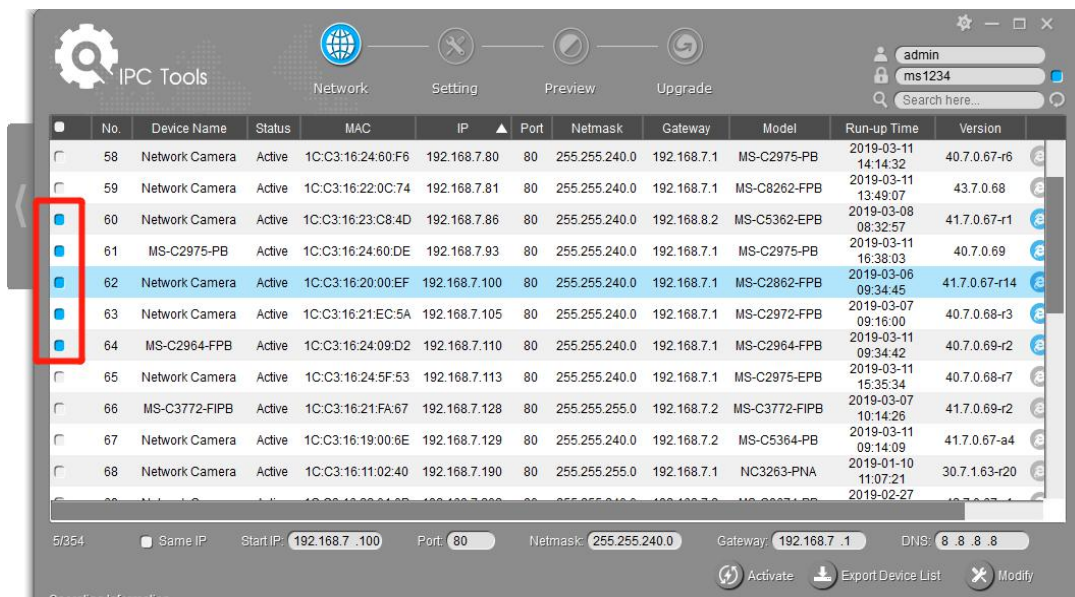 admin
IPC Tools
ms1234
Network Setting Preview Upgrade
Search here...
No. Device Name Status MAC IP Port Netmask Gateway Model Run-up Time Version
58 Network Camera Active 1C:C3:16:24:60:F6 192.168.7.80 80 255.255.240.0 192.168.7.1 MS-C2975-PB 2019-03-11 14:14:32 40.7.0.67-r6
59 Network Camera Active 1C:C3:16:22:0C:74 192.168.7.81 80 255.255.240.0 192.168.7.1 MS-C8262-FPB 2019-03-11 13:49:07 43.7.0.68
60 Network Camera Active 1C:C3:16:23:C8:4D 192.168.7.86 80 255.255.240.0 192.168.8.2 MS-C5362-EPB 2019-03-08 08:32:57 41.7.0.67-r1
61 MS-C2975-PB Active 1C:C3:16:24:60:DE 192.168.7.93 80 255.255.240.0 192.168.7.1 MS-C2975-PB 2019-03-11 16:38:03 40.7.0.69
62 Network Camera Active 1C:C3:16:20:00:EF 192.168.7.100 80 255.255.240.0 192.168.7.1 MS-C2862-FPB 2019-03-06 09:34:45 41.7.0.67-r14
63 Network Camera Active 1C:C3:16:21:EC:5A 192.168.7.105 80 255.255.240.0 192.168.7.1 MS-C2972-FPB 2019-03-07 09:16:00 40.7.0.68-r3
64 MS-C2964-FPB Active 1C:C3:16:24:09:D2 192.168.7.110 80 255.255.240.0 192.168.7.1 MS-C2964-FPB 2019-03-11 09:34:42 40.7.0.69-r2
65 Network Camera Active 1C:C3:16:24:5F:53 192.168.7.113 80 255.255.240.0 192.168.7.1 MS-C2975-EPB 2019-03-11 15:35:34 40.7.0.68-r7
66 MS-C3772-FIPB Active 1C:C3:16:21:FA:67 192.168.7.128 80 255.255.255.0 192.168.7.2 MS-C3772-FIPB 2019-03-07 10:14:26 41.7.0.69-r2
67 Network Camera Active 1C:C3:16:19:00:6E 192.168.7.129 80 255.255.240.0 192.168.7.2 MS-C5364-PB 2019-03-11 09:14:09 41.7.0.67-a4
68 Network Camera Active 1C:C3:16:11:02:40 192.168.7.190 80 255.255.255.0 192.168.7.1 NC3263-PNA 2019-01-10 11:07:21 30.7.1.63-r20
2019-02-27
5/354 Same IP Start IP: 192.168.7 .100 Port: 80 Netmask: 255.255.240.0 Gateway: 192.168.7 .1 DNS: 8 .8 .8 .8
Activate Export Device List Modify